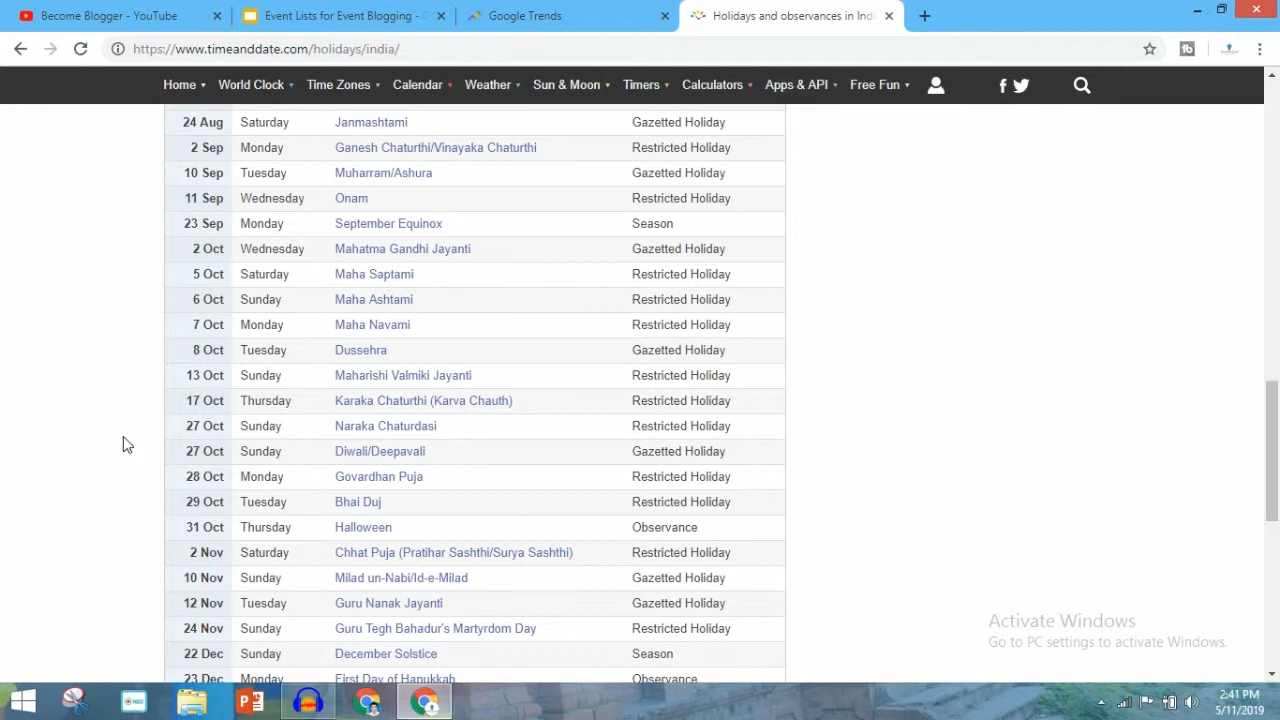 Become Blogger - YouTube
Event Lists for Event Blogging - G
Google Trends
Holidays and observances in Indi
https://www.timeanddate.com/holidays/india/
Home World Clock Time Zones Calendar Weather Sun & Moon Timers Calculators Apps & API Free Fun
24 Aug Saturday Janmashtami Gazetted Holiday
2 Sep Monday Ganesh Chaturthi/Vinayaka Chaturthi Restricted Holiday
10 Sep Tuesday Muharram/Ashura Gazetted Holiday
11 Sep Wednesday Onam Restricted Holiday
23 Sep Monday September Equinox Season
2 Oct Wednesday Mahatma Gandhi Jayanti Gazetted Holiday
5 Oct Saturday Maha Saptami Restricted Holiday
6 Oct Sunday Maha Ashtami Restricted Holiday
7 Oct Monday Maha Navami Restricted Holiday
8 Oct Tuesday Dussehra Gazetted Holiday
13 Oct Sunday Maharishi Valmiki Jayanti Restricted Holiday
17 Oct Thursday Karaka Chaturthi (Karva Chauth) Restricted Holiday
27 Oct Sunday Naraka Chaturdasi Restricted Holiday
27 Oct Sunday Diwali/Deepavali Gazetted Holiday
28 Oct Monday Govardhan Puja Restricted Holiday
29 Oct Tuesday Bhai Duj Restricted Holiday
31 Oct Thursday Halloween Observance
2 Nov Saturday Chhat Puja (Pratihar Sashthi/Surya Sashthi) Restricted Holiday
10 Nov Sunday Milad un-Nabi/Id-e-Milad Gazetted Holiday
12 Nov Tuesday Guru Nanak Jayanti Gazetted Holiday
24 Nov Sunday Guru Tegh Bahadur's Martyrdom Day Restricted Holiday
22 Dec Sunday December Solstice Season
23 Dec Monday First Day of Hanukkah Observance
Activate Windows
Go to PC settings to activate Windows.
2:41 PM
5/11/2019